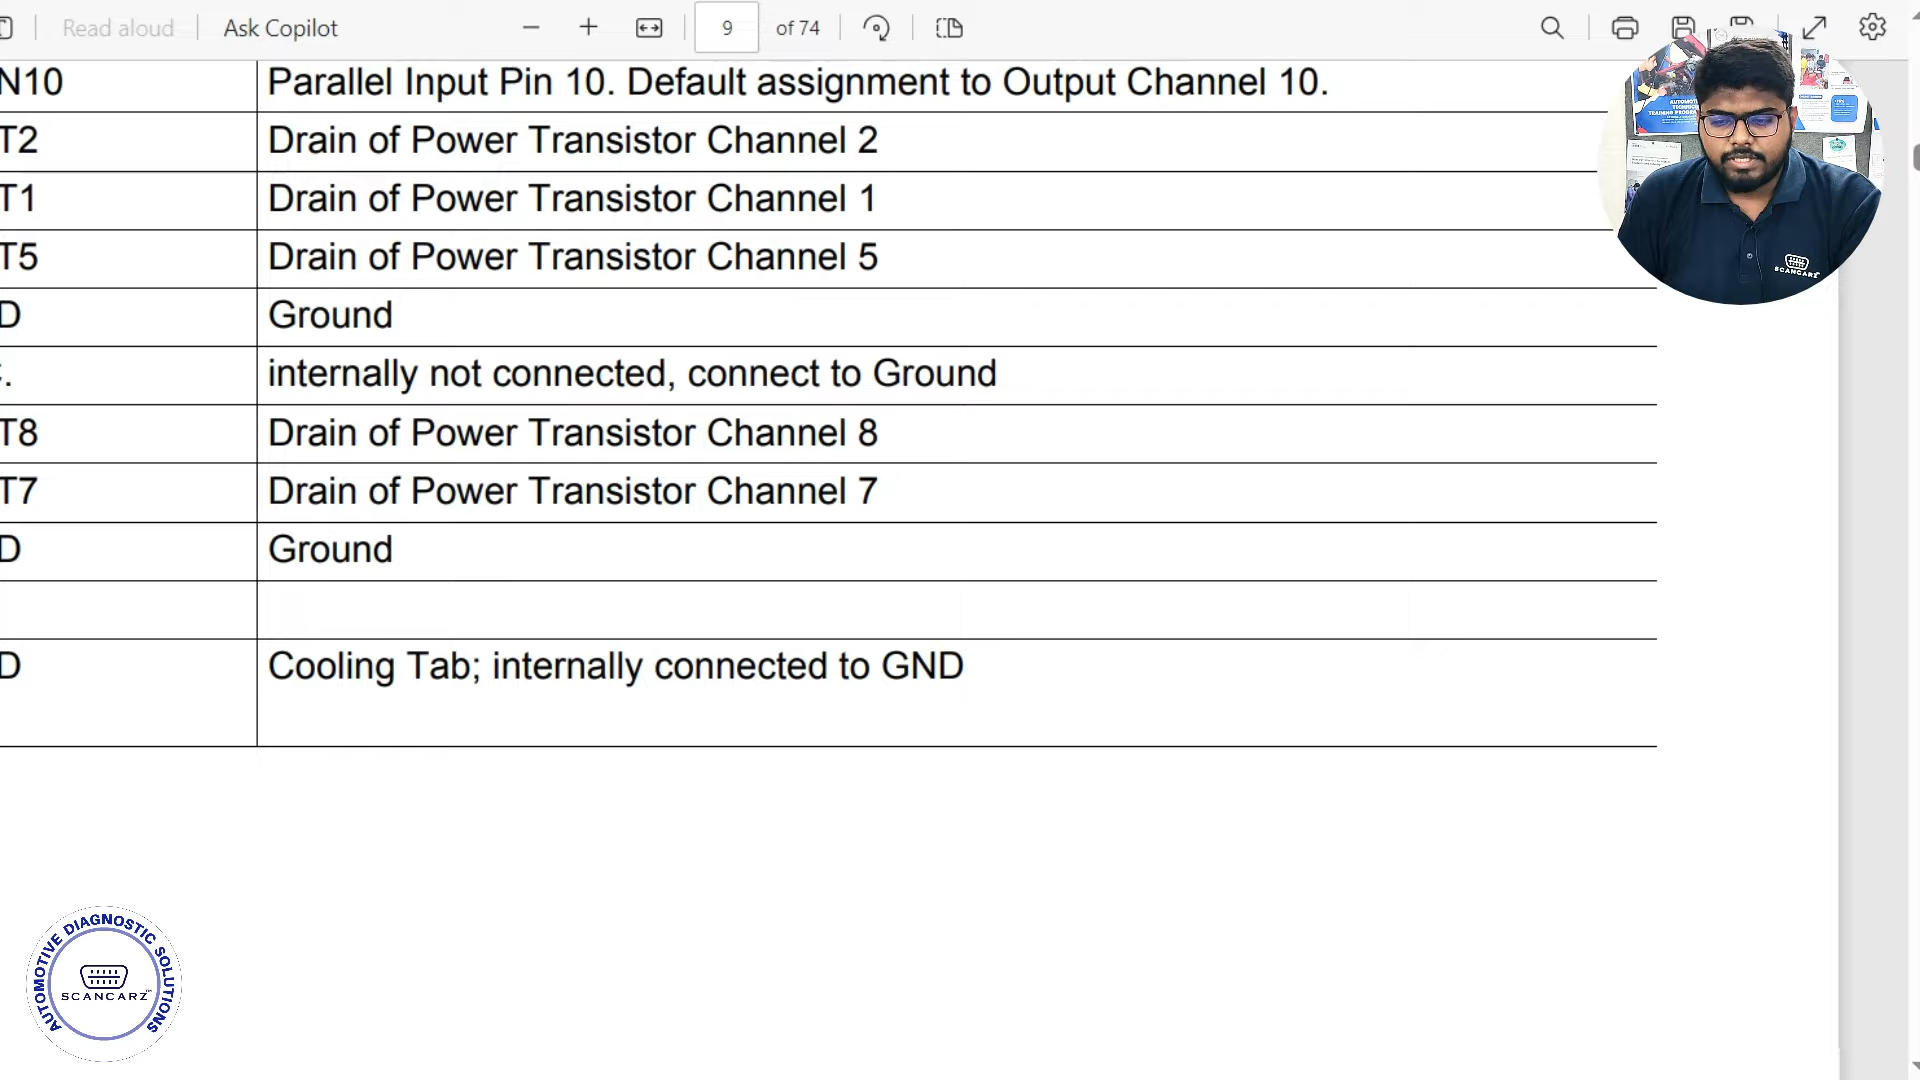 Read aloud
Ask Copilot
9
of 74
N10
Parallel Input Pin 10. Default assignment to Output Channel 10.
T2
Drain of Power Transistor Channel 2
T1
Drain of Power Transistor Channel 1
T5
Drain of Power Transistor Channel 5
D
Ground
.
internally not connected, connect to Ground
T8
Drain of Power Transistor Channel 8
T7
Drain of Power Transistor Channel 7
D
Ground
D
Cooling Tab; internally connected to GND
AUTOMOTIVE
TRAINING
SCANCARZ
AUTOMOTIVE DIAGNOSTIC SOLUTIONS
SCANCARZ™